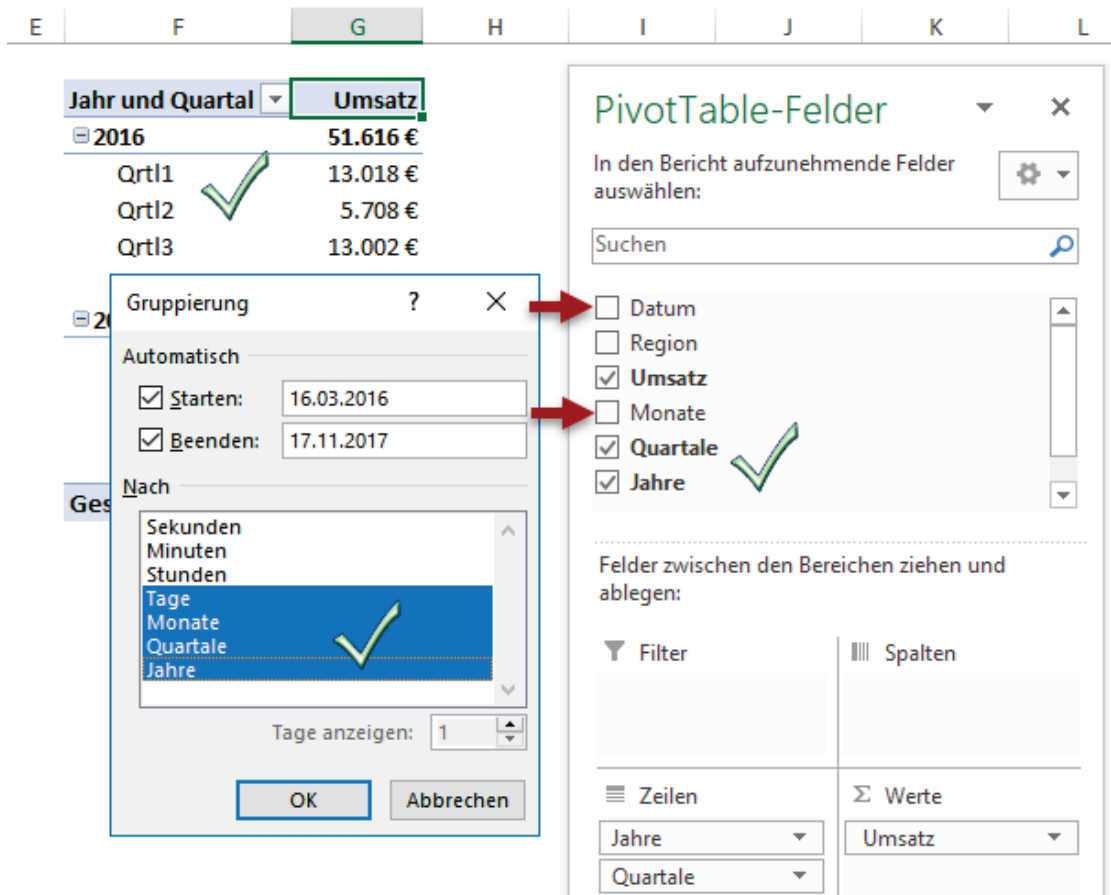 E F G H I J K L
Jahr und Quartal Umsatz
2016 51.616 €
Qrtl1 13.018 €
Qrtl2 5.708 €
Qrtl3 13.002 €
Gruppierung ? ×
Automatisch
Starten: 16.03.2016
Beenden: 17.11.2017
Nach
Sekunden
Minuten
Stunden
Tage
Monate
Quartale
Jahre
Tage anzeigen: 1
OK Abbrechen
PivotTable-Felder
In den Bericht aufzunehmende Felder
auswählen:
Suchen
Datum
Region
Umsatz
Monate
Quartale
Jahre
Felder zwischen den Bereichen ziehen und
ablegen:
Filter Spalten
Zeilen Σ Werte
Jahre Umsatz
Quartale